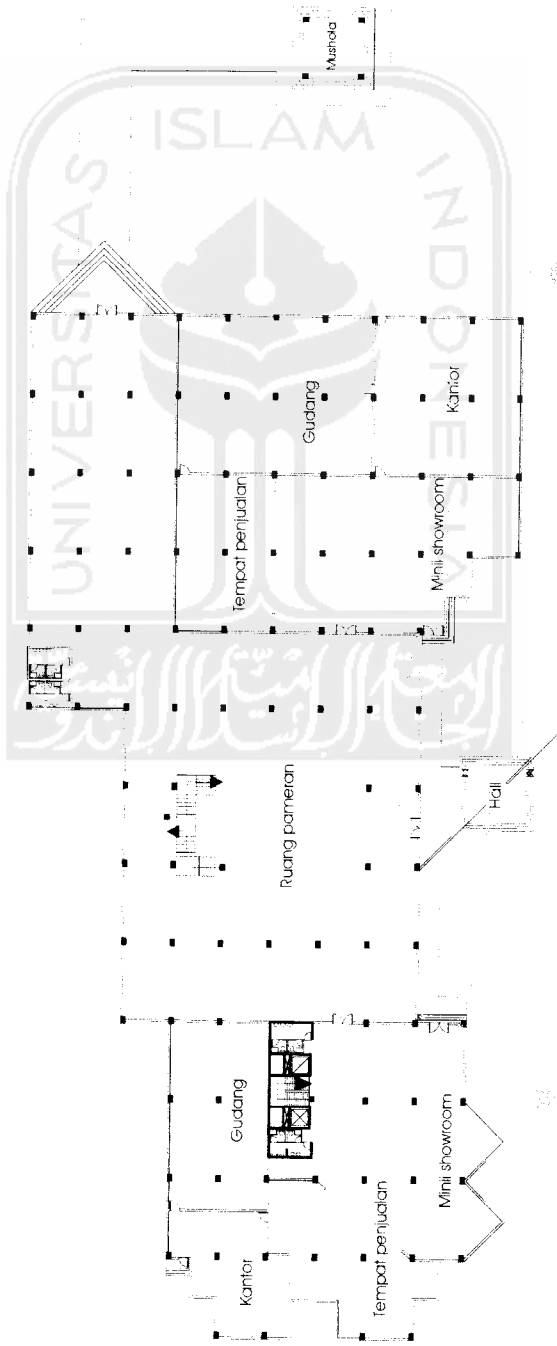 UNIVERSITAS ISLAM INDONESIA
Mushola
Gudang
Kantor
Tempat penjualan
Minii showroom
Ruang pameran
Hall
Gudang
Kantor
Tempat penjualan
Minii showroom